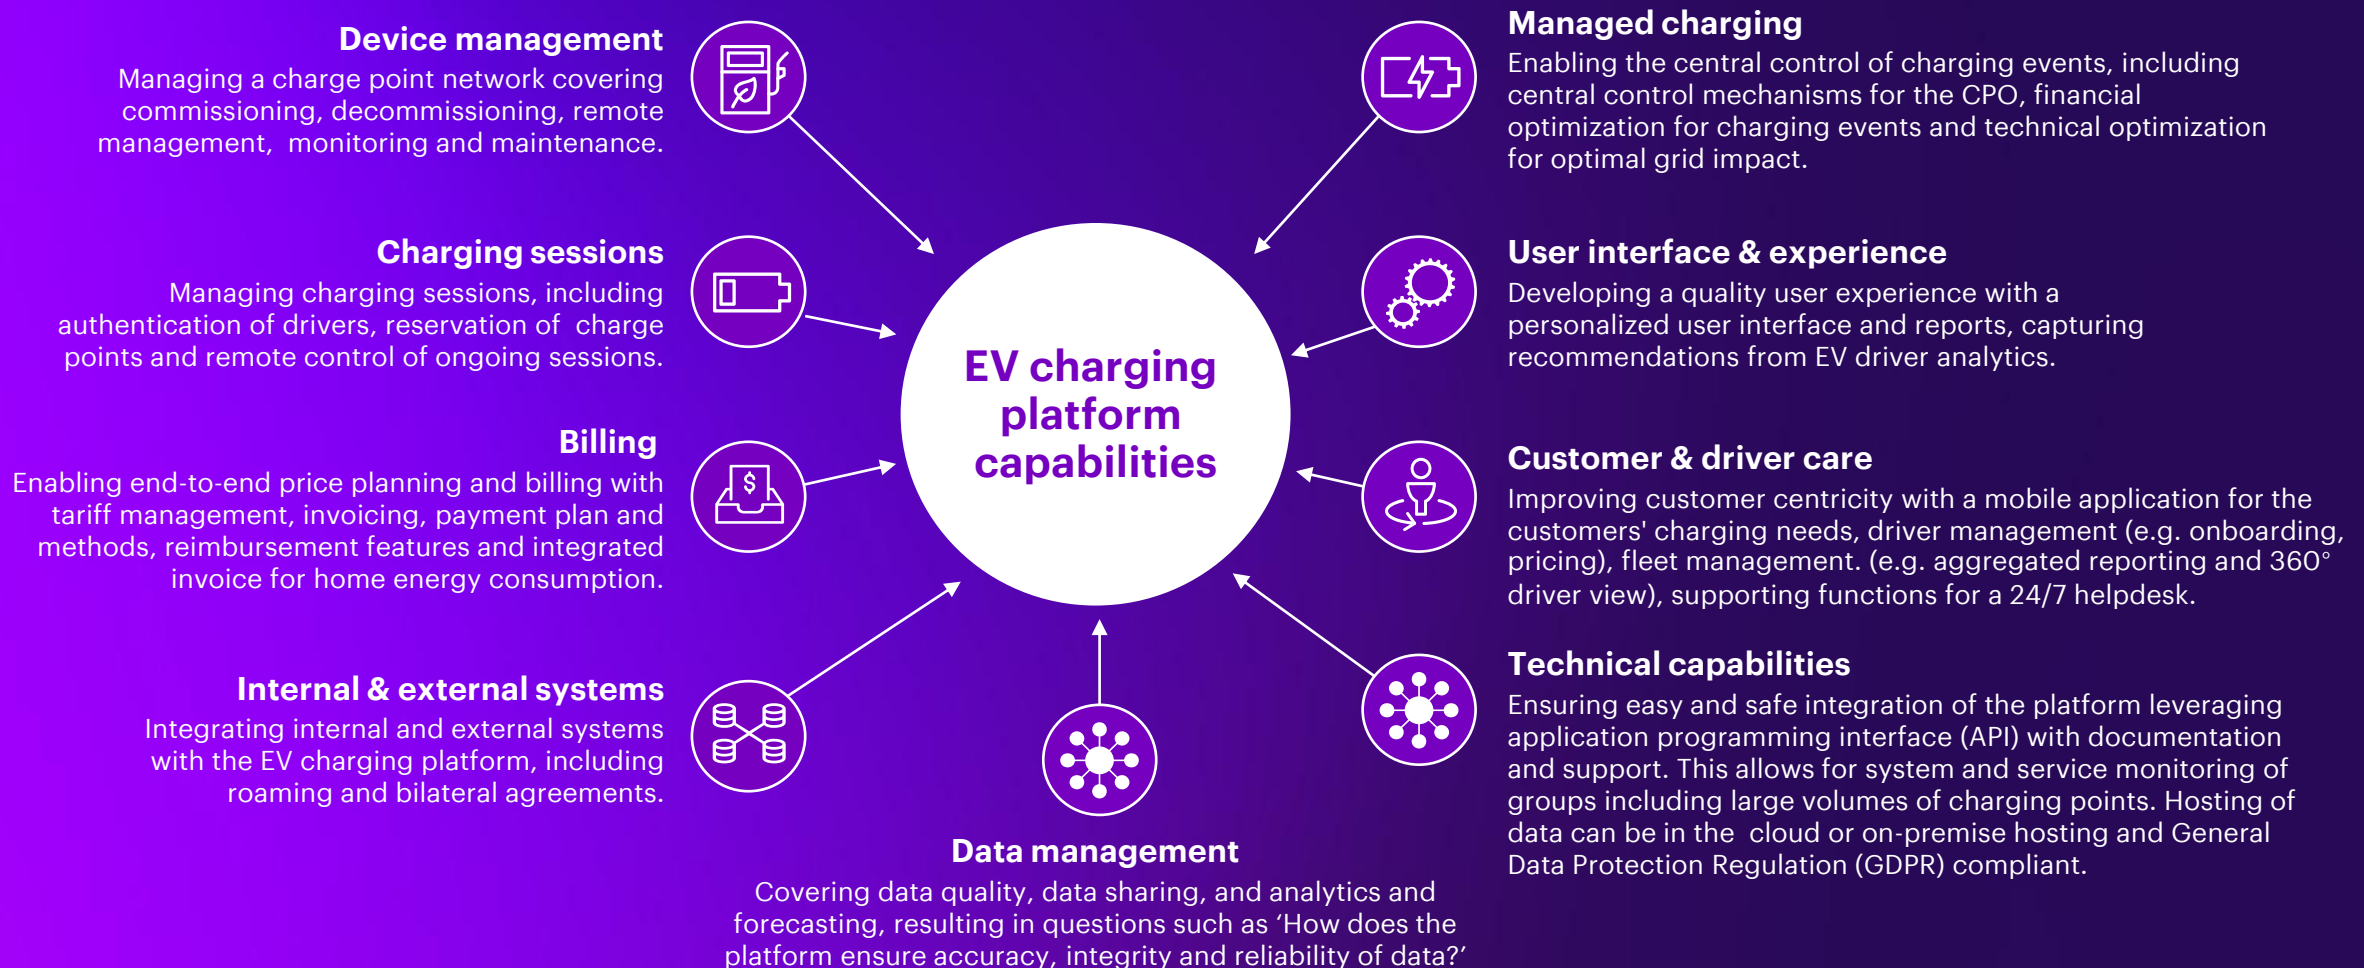 Device management
Managing a charge point network covering
commissioning, decommissioning, remote
management, monitoring and maintenance.
Charging sessions
Managing charging sessions, including
authentication of drivers, reservation of charge
points and remote control of ongoing sessions.
Billing
Enabling end-to-end price planning and billing with
tariff management, invoicing, payment plan and
methods, reimbursement features and integrated
invoice for home energy consumption.
Internal & external systems
Integrating internal and external systems
with the EV charging platform, including
roaming and bilateral agreements.
$
EV charging
platform
capabilities
Data management
Covering data quality, data sharing, and analytics and
forecasting, resulting in questions such as ‘How does the
platform ensure accuracy, integrity and reliability of data?’
Managed charging
Enabling the central control of charging events, including
central control mechanisms for the CPO, financial
optimization for charging events and technical optimization
for optimal grid impact.
User interface & experience
Developing a quality user experience with a
personalized user interface and reports, capturing
recommendations from EV driver analytics.
Customer & driver care
Improving customer centricity with a mobile application for the
customers' charging needs, driver management (e.g. onboarding,
pricing), fleet management. (e.g. aggregated reporting and 360°
driver view), supporting functions for a 24/7 helpdesk.
Technical capabilities
Ensuring easy and safe integration of the platform leveraging
application programming interface (API) with documentation
and support. This allows for system and service monitoring of
groups including large volumes of charging points. Hosting of
data can be in the cloud or on-premise hosting and General
Data Protection Regulation (GDPR) compliant.